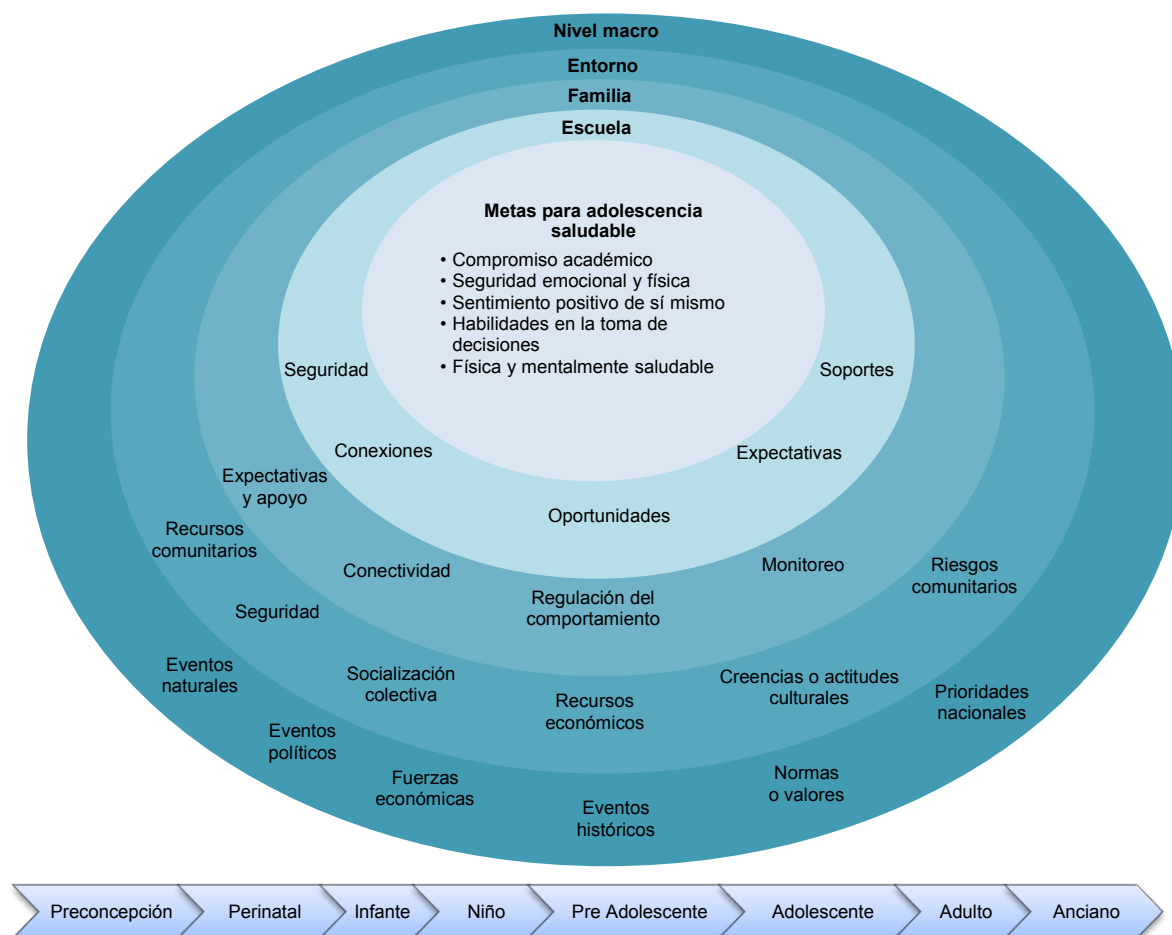 Nivel macro
Entorno
Familia
Escuela
Metas para adolescencia
saludable
• Compromiso académico
• Seguridad emocional y física
• Sentimiento positivo de sí mismo
• Habilidades en la toma de
decisiones
• Física y mentalmente saludable
Seguridad
Soportes
Conexiones
Expectativas
Oportunidades
Expectativas
y apoyo
Conectividad
Regulación del
comportamiento
Monitoreo
Recursos
comunitarios
Seguridad
Socialización
colectiva
Recursos
económicos
Creencias o actitudes
culturales
Riesgos
comunitarios
Eventos
naturales
Eventos
políticos
Fuerzas
económicas
Eventos
históricos
Normas
o valores
Prioridades
nacionales
Preconcepción
Perinatal
Infante
Niño
Pre Adolescente
Adolescente
Adulto
Anciano